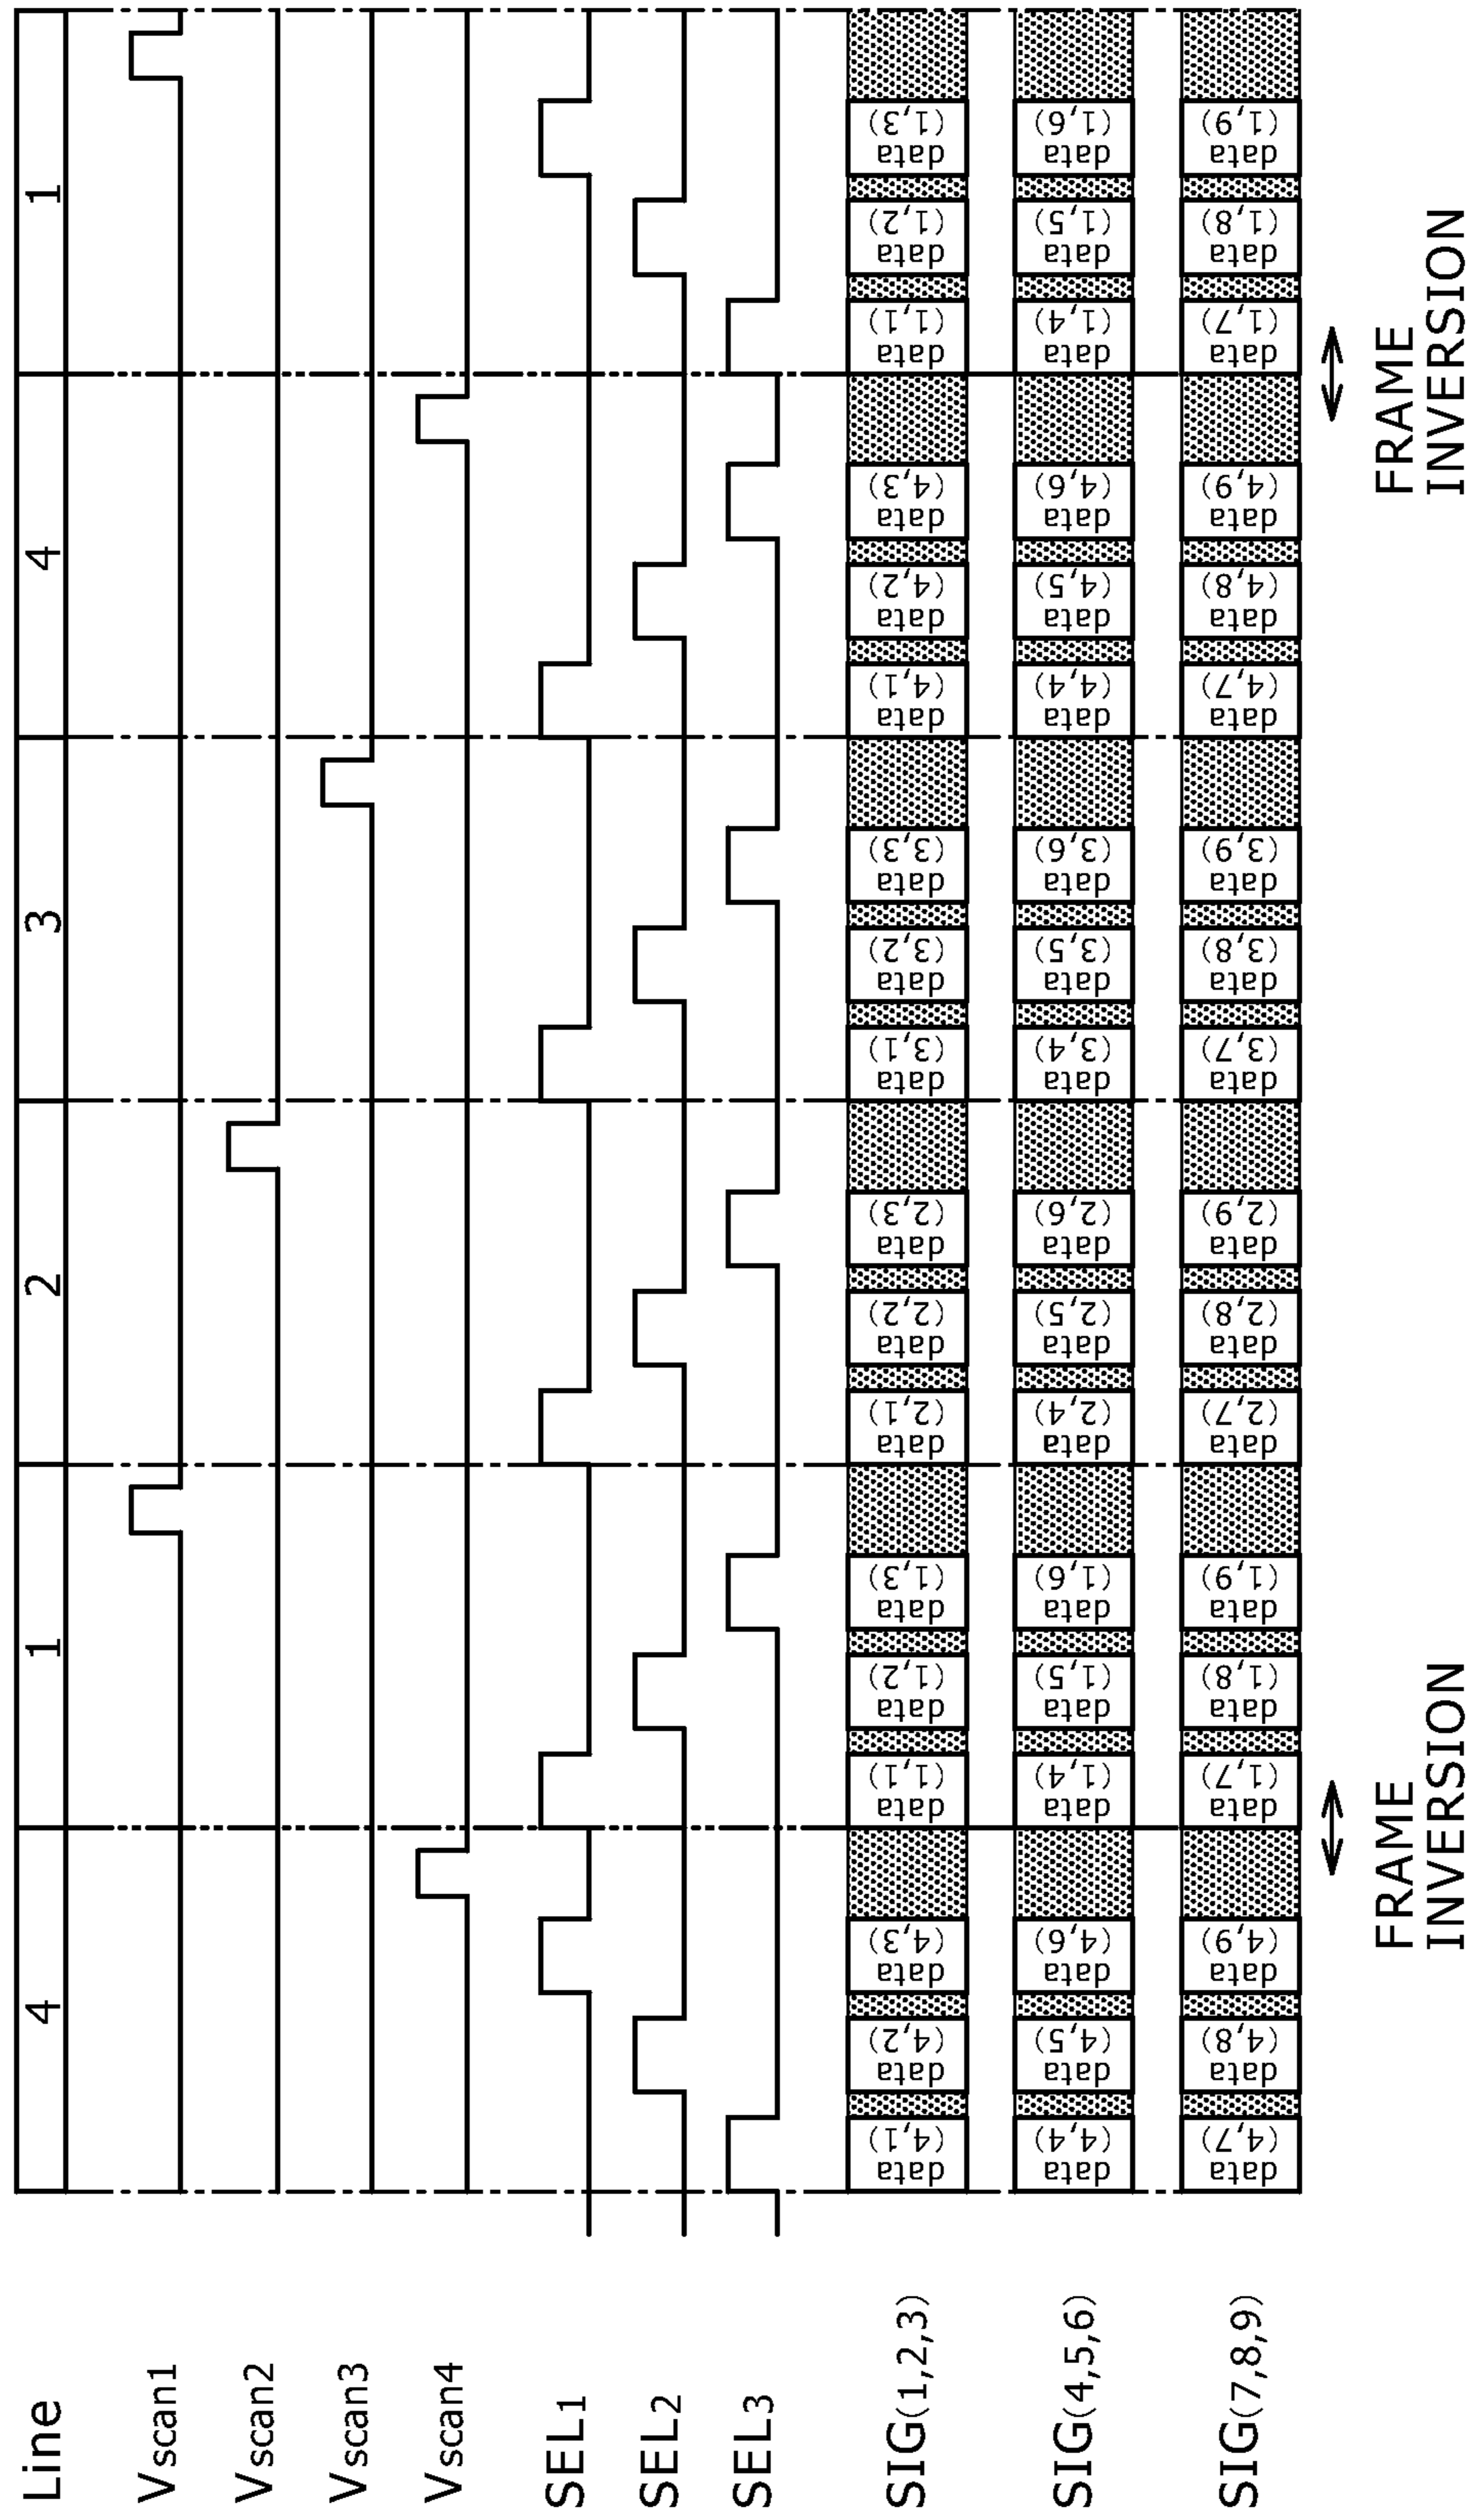 Line 4 1 2 3 4 1
Vscan1
Vscan2
Vscan3
Vscan4
SEL1
SEL2
SEL3
SIG(1,2,3)
data
(4,1)
data
(4,2)
data
(4,3)
data
(1,1)
data
(1,2)
data
(1,3)
data
(2,1)
data
(2,2)
data
(2,3)
data
(3,1)
data
(3,2)
data
(3,3)
data
(4,1)
data
(4,2)
data
(4,3)
data
(1,1)
data
(1,2)
data
(1,3)
SIG(4,5,6)
data
(4,4)
data
(4,5)
data
(4,6)
data
(1,4)
data
(1,5)
data
(1,6)
data
(2,4)
data
(2,5)
data
(2,6)
data
(3,4)
data
(3,5)
data
(3,6)
data
(4,4)
data
(4,5)
data
(4,6)
data
(1,4)
data
(1,5)
data
(1,6)
SIG(7,8,9)
data
(4,7)
data
(4,8)
data
(4,9)
data
(1,7)
data
(1,8)
data
(1,9)
data
(2,7)
data
(2,8)
data
(2,9)
data
(3,7)
data
(3,8)
data
(3,9)
data
(4,7)
data
(4,8)
data
(4,9)
data
(1,7)
data
(1,8)
data
(1,9)
FRAME
INVERSION
FRAME
INVERSION